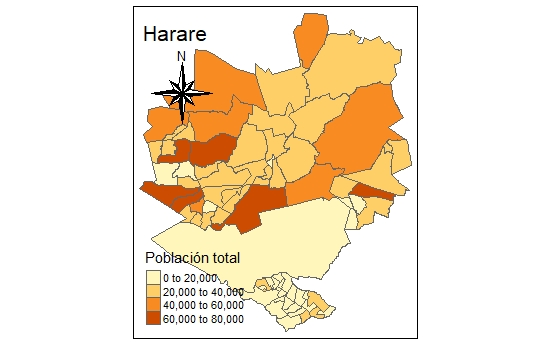 Harare
N
Población total
0 to 20,000
20,000 to 40,000
40,000 to 60,000
60,000 to 80,000